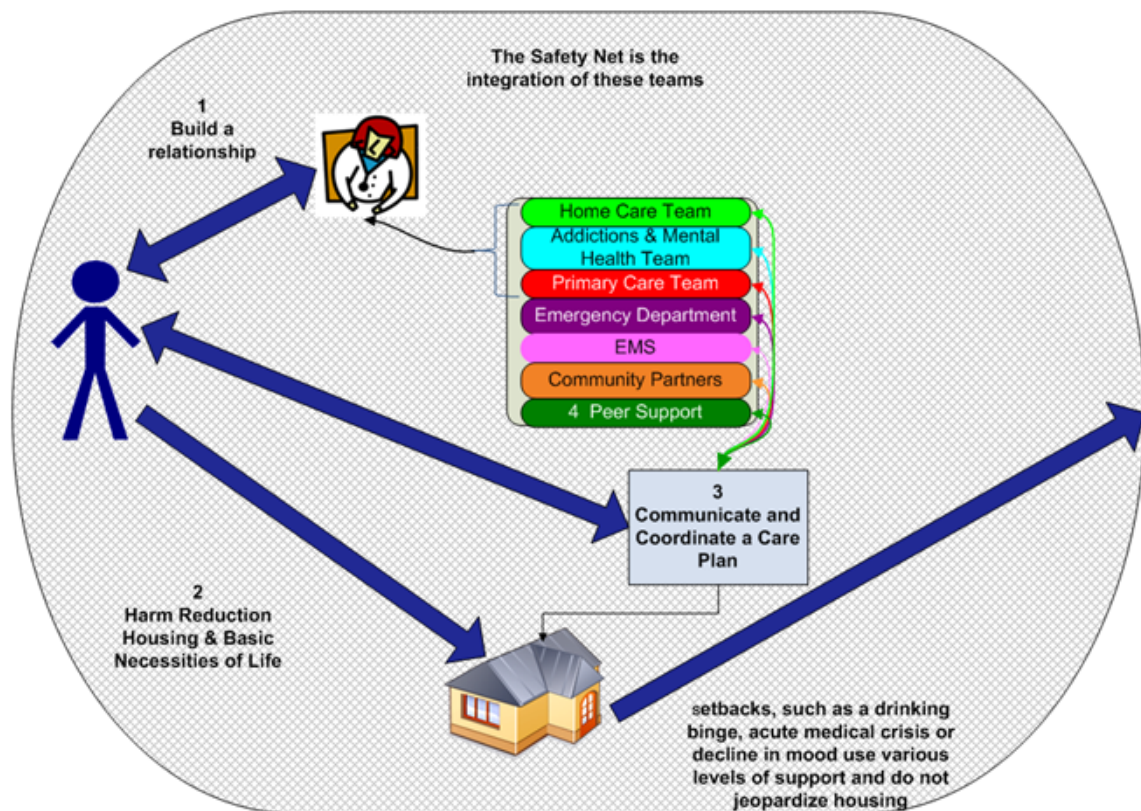 The Safety Net is the
integration of these teams
1
Build a
relationship
Home Care Team
Addictions & Mental
Health Team
Primary Care Team
Emergency Department
EMS
Community Partners
4 Peer Support
3
Communicate and
Coordinate a Care
Plan
2
Harm Reduction
Housing & Basic
Necessities of Life
setbacks, such as a drinking
binge, acute medical crisis or
decline in mood use various
levels of support and do not
jeopardize housing